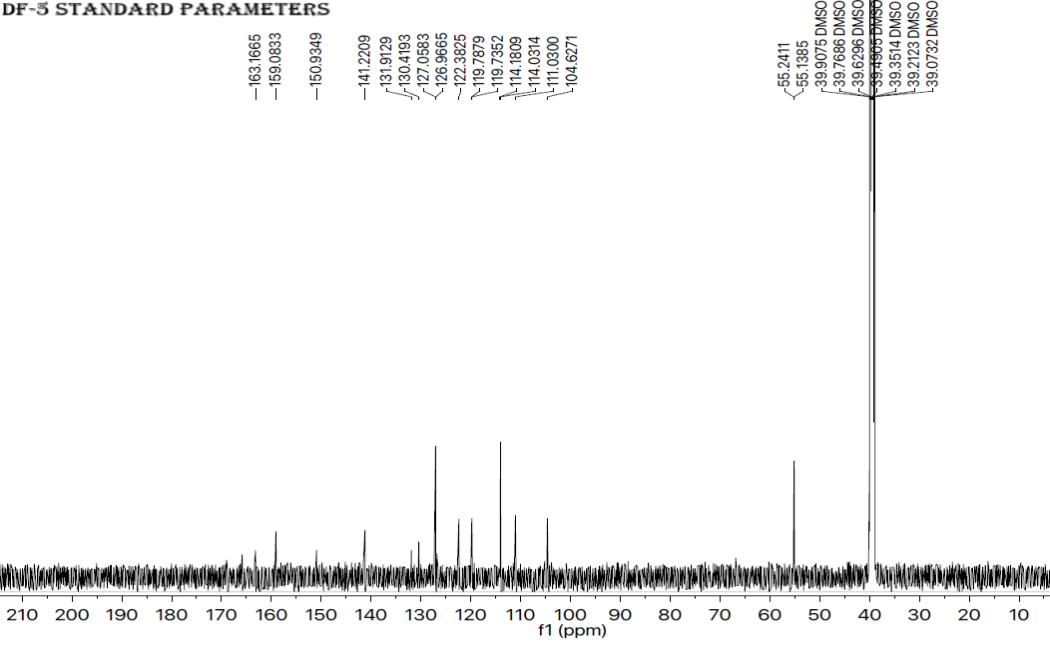 DF-5 STANDARD PARAMETERS
163.1665
159.0833
150.9349
141.2209
131.9129
130.4193
127.0583
126.9665
122.3825
119.7879
119.7352
114.1809
114.0314
111.0300
104.6271
55.2411
55.1385
39.9075 DMSO
39.7686 DMSO
39.6296 DMSO
39.4905 DMSO
39.3514 DMSO
39.2123 DMSO
39.0732 DMSO
210 200 190 180 170 160 150 140 130 120 110 100 90 80 70 60 50 40 30 20 10
f1 (ppm)